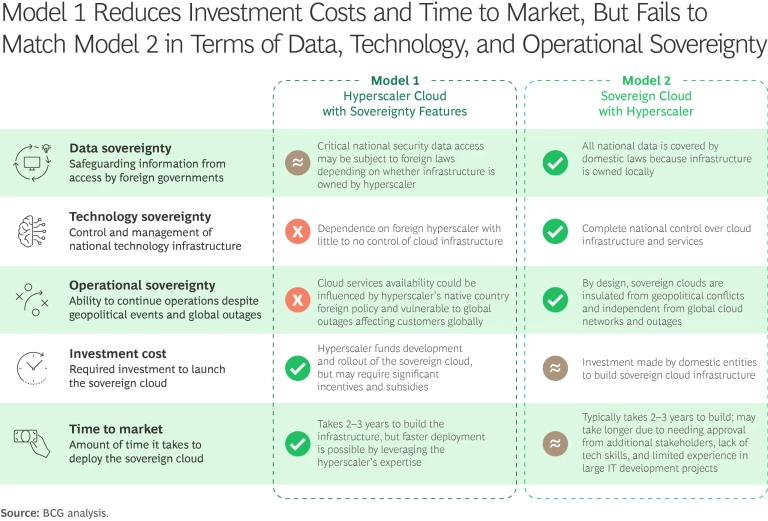 Model 1 Reduces Investment Costs and Time to Market, But Fails to
Match Model 2 in Terms of Data, Technology, and Operational Sovereignty
Model 1
Hyperscaler Cloud
with Sovereignty Features
Model 2
Sovereign Cloud
with Hyperscaler
Data sovereignty
Safeguarding information from
access by foreign governments
≈
Critical national security data access
may be subject to foreign laws
depending on whether infrastructure is
owned by hyperscaler
All national data is covered by
domestic laws because infrastructure
is owned locally
Technology sovereignty
Control and management of
national technology infrastructure
X
Dependence on foreign hyperscaler with
little to no control of cloud infrastructure
Complete national control over cloud
infrastructure and services
Operational sovereignty
Ability to continue operations despite
geopolitical events and global outages
X
Cloud services availability could be
influenced by hyperscaler's native country
foreign policy and vulnerable to global
outages affecting customers globally
By design, sovereign clouds are
insulated from geopolitical conflicts
and independent from global cloud
networks and outages
Investment cost
Required investment to launch
the sovereign cloud
Hyperscaler funds development
and rollout of the sovereign cloud,
but may require significant
incentives and subsidies
≈
Investment made by domestic entities
to build sovereign cloud infrastructure
Time to market
Amount of time it takes to
deploy the sovereign cloud
Takes 2–3 years to build the
infrastructure, but faster deployment
is possible by leveraging the
hyperscaler's expertise
≈
Typically takes 2–3 years to build; may
take longer due to needing approval
from additional stakeholders, lack of
tech skills, and limited experience in
large IT development projects
Source: BCG analysis.